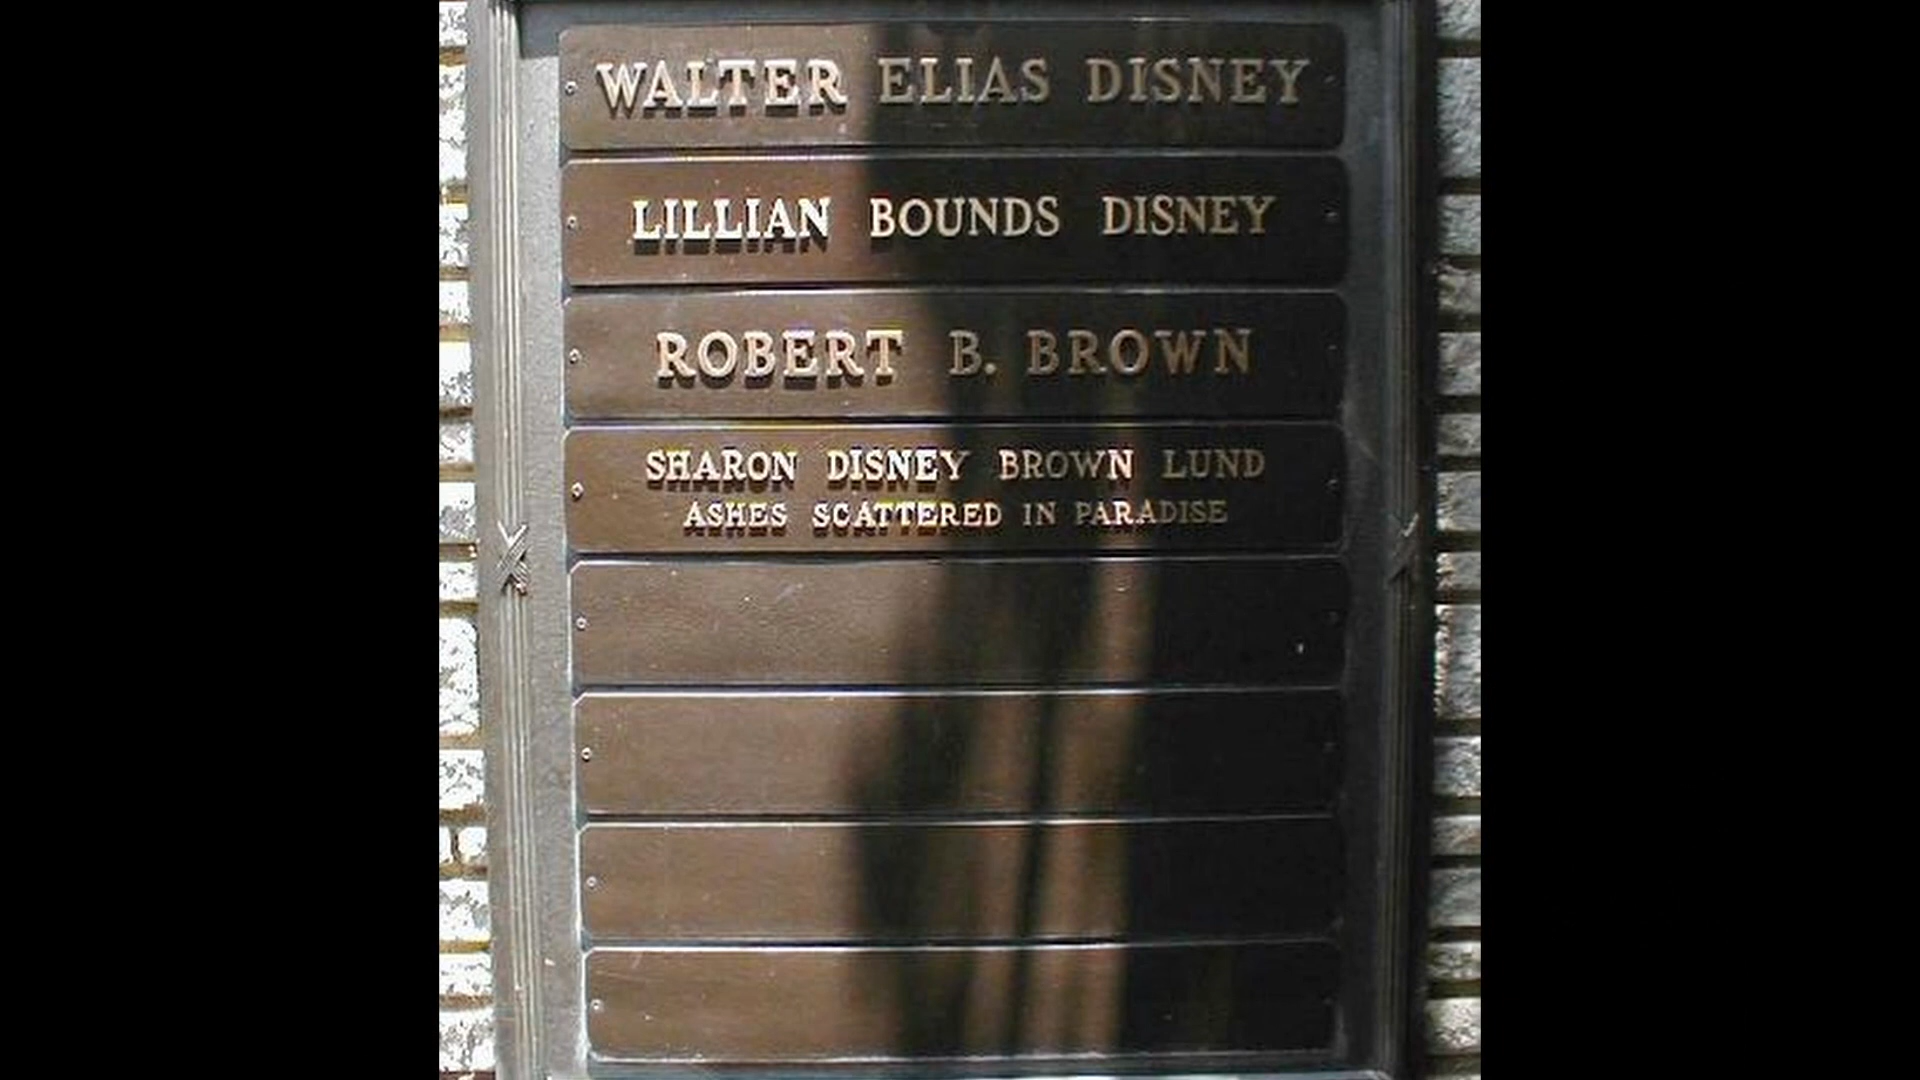 WALTER ELIAS DISNEY
LILLIAN BOUNDS DISNEY
ROBERT B. BROWN
SHARON DISNEY BROWN LUND
ASHES SCATTERED IN PARADISE